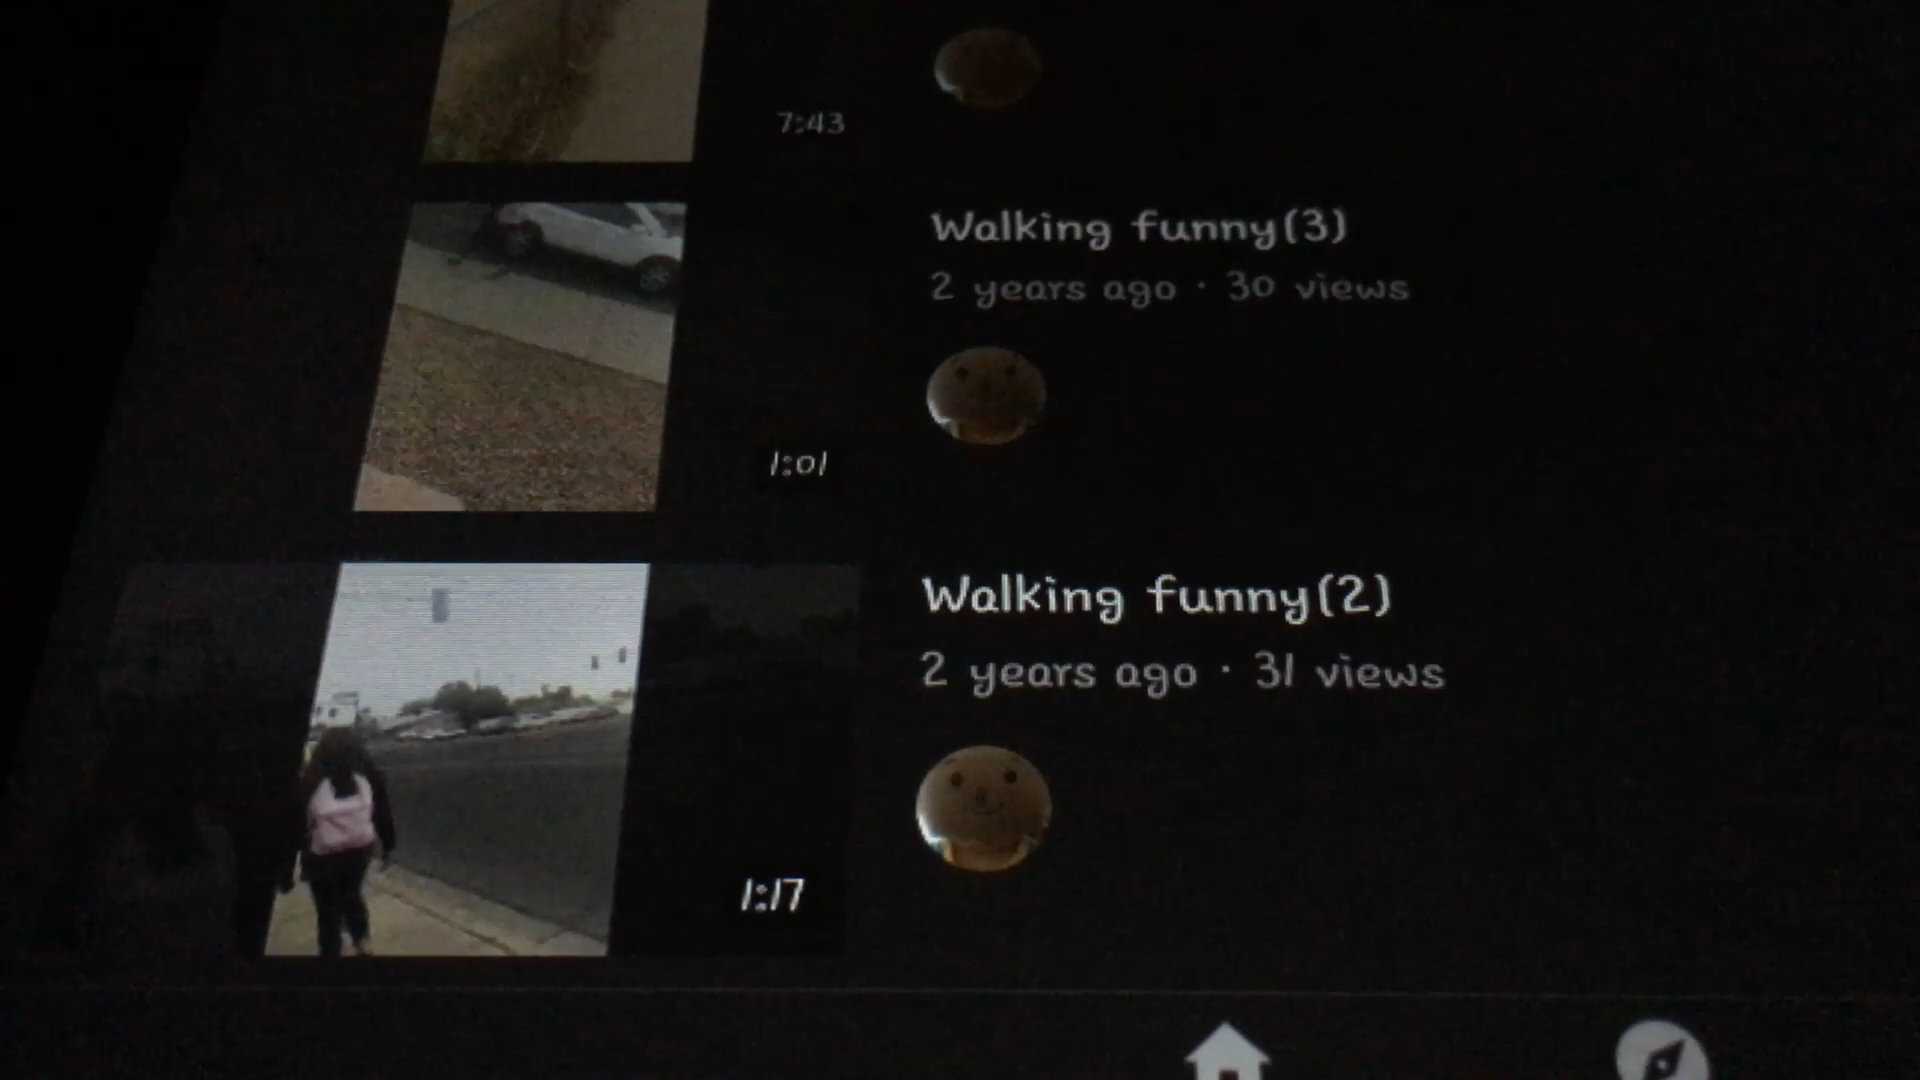 7:43
Walking funny(3)
2 years ago · 30 views
1:01
Walking funny(2)
2 years ago · 31 views
1:17